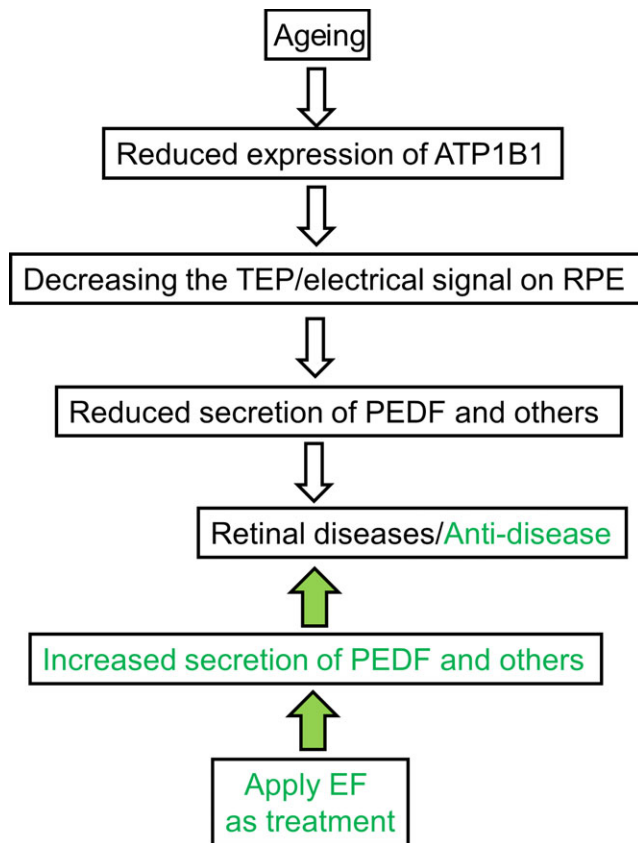 Ageing
Reduced expression of ATP1B1
Decreasing the TEP/electrical signal on RPE
Reduced secretion of PEDF and others
Retinal diseases/Anti-disease
Increased secretion of PEDF and others
Apply EF
as treatment